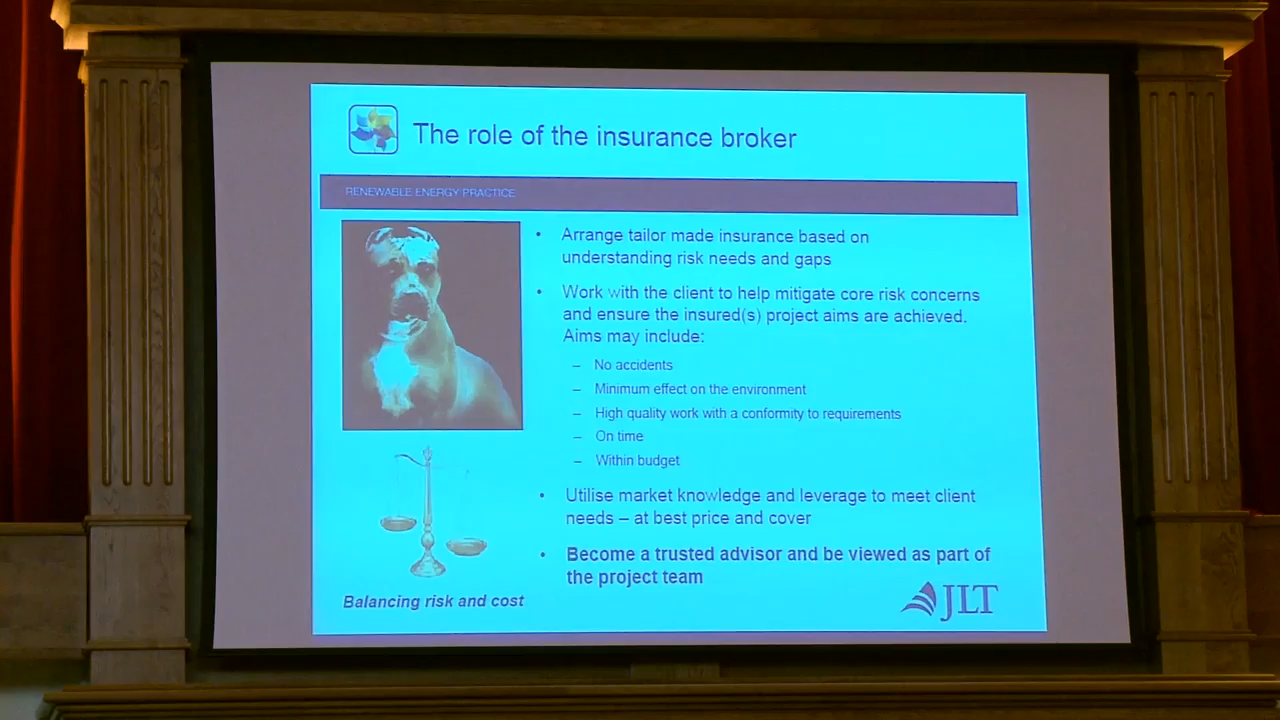 The role of the insurance broker
RENEWABLE ENERGY PRACTICE
• Arrange tailor made insurance based on
understanding risk needs and gaps
• Work with the client to help mitigate core risk concerns
and ensure the insured(s) project aims are achieved.
Aims may include:
– No accidents
– Minimum effect on the environment
– High quality work with a conformity to requirements
– On time
– Within budget
• Utilise market knowledge and leverage to meet client
needs – at best price and cover
• Become a trusted advisor and be viewed as part of
the project team
Balancing risk and cost
JLT